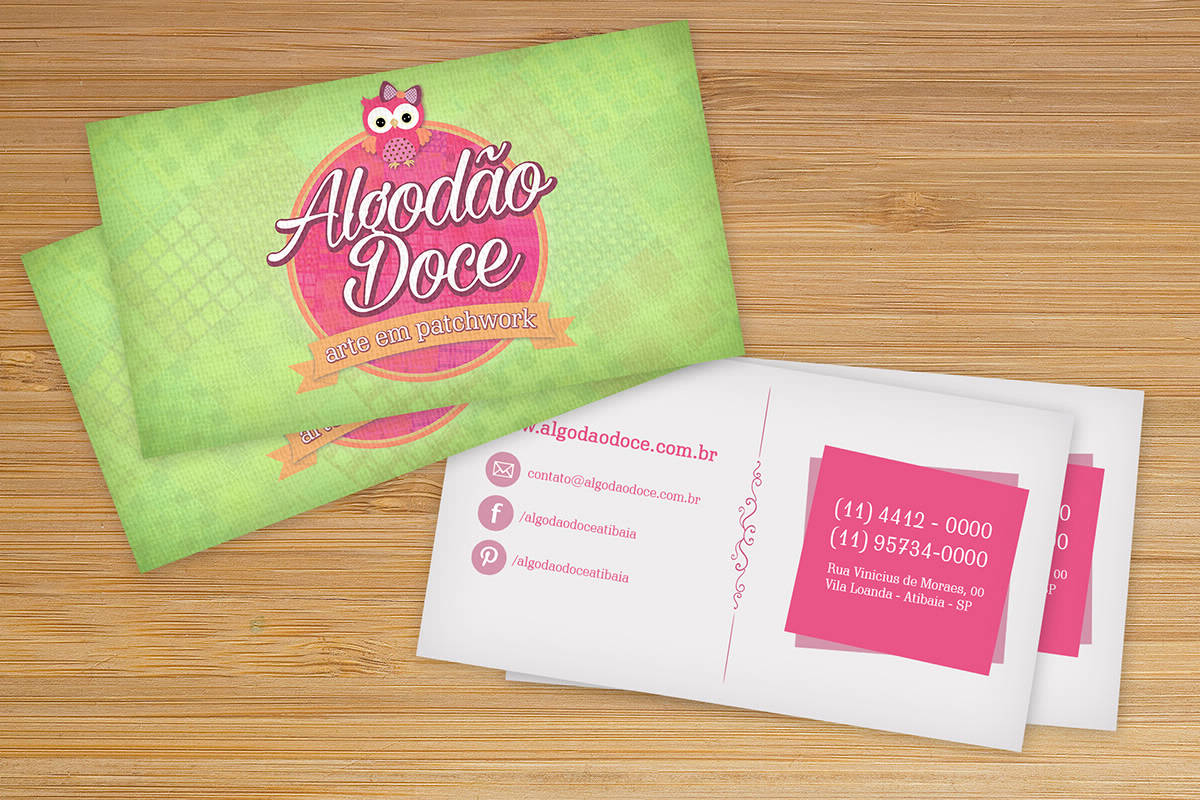 Algodão
Doce
arte em patchwork
w.algodaodoce.com.br
contato@algodaodoce.com.br
/algodaodoceatibaia
/algodaodoceatibaia
(11) 4412 - 0000
(11) 95734-0000
Rua Vinicius de Moraes, 00
Vila Loanda - Atibaia - SP